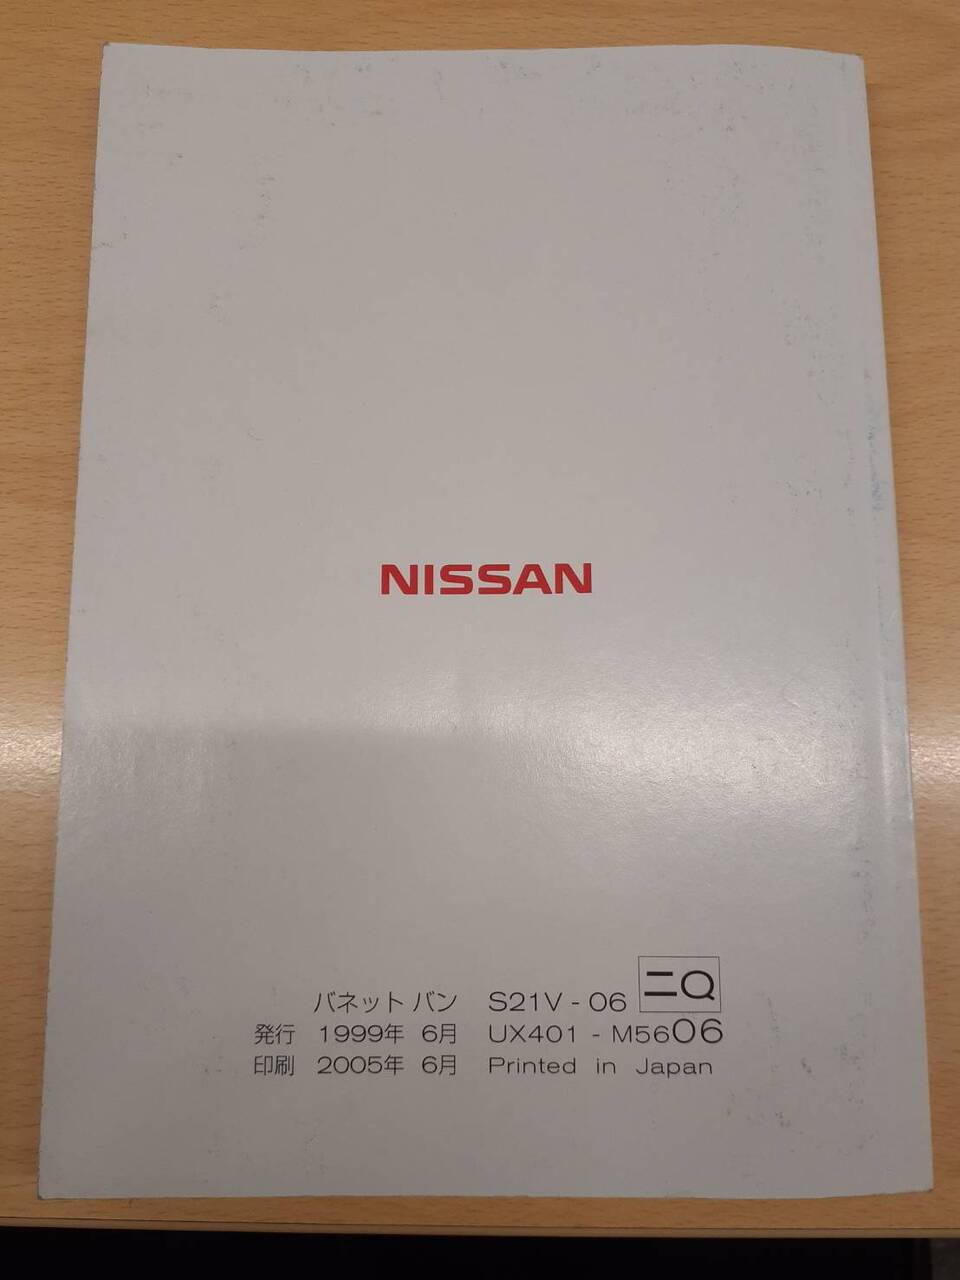 NISSAN
バネット バン S21V - 06 ニQ
発行 1999年 6月 UX401 - M5606
印刷 2005年 6月 Printed in Japan